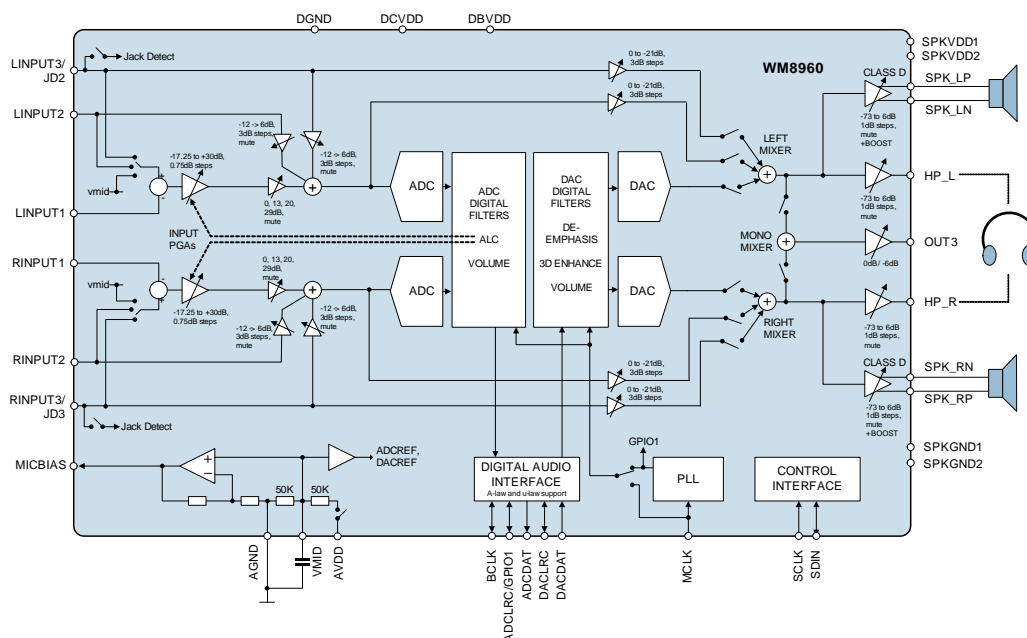 DGND
DCVDD
DBVDD
WM8960
LINPUT3/
JD2
Jack Detect
LINPUT2
LINPUT1
RINPUT1
RINPUT2
RINPUT3/
JD3
Jack Detect
MICBIAS
vmid
vmid
-17.25 to +30dB,
0.75dB steps
-12 -> 6dB,
3dB steps,
mute
-12 -> 6dB,
3dB steps,
mute
0, 13, 20,
29dB,
mute
INPUT
PGAs
0, 13, 20,
29dB,
mute
-17.25 to +30dB,
0.75dB steps
-12 -> 6dB,
3dB steps,
mute
-12 -> 6dB,
3dB steps,
mute
ADC
ADC
ADC
DIGITAL
FILTERS
ALC
VOLUME
DAC
DIGITAL
FILTERS
DE-
EMPHASIS
3D ENHANCE
VOLUME
DAC
DAC
0 to -21dB,
3dB steps
0 to -21dB,
3dB steps
0 to -21dB,
3dB steps
0 to -21dB,
3dB steps
LEFT
MIXER
MONO
MIXER
RIGHT
MIXER
CLASS D
-73 to 6dB
1dB steps,
mute
+BOOST
-73 to 6dB
1dB steps,
mute
0dB / -6dB
-73 to 6dB
1dB steps,
mute
CLASS D
-73 to 6dB
1dB steps,
mute
+BOOST
SPKVDD1
SPKVDD2
SPK_LP
SPK_LN
HP_L
OUT3
HP_R
SPK_RN
SPK_RP
SPKGND1
SPKGND2
+
-
50K
50K
ADCREF,
DACREF
DIGITAL AUDIO
INTERFACE
A-law and u-law support
GPIO1
PLL
CONTROL
INTERFACE
AGND
VMID
AVDD
BCLK
ADCLRC/GPIO1
ADCDAT
DACLRC
DACDAT
MCLK
SCLK
SDIN